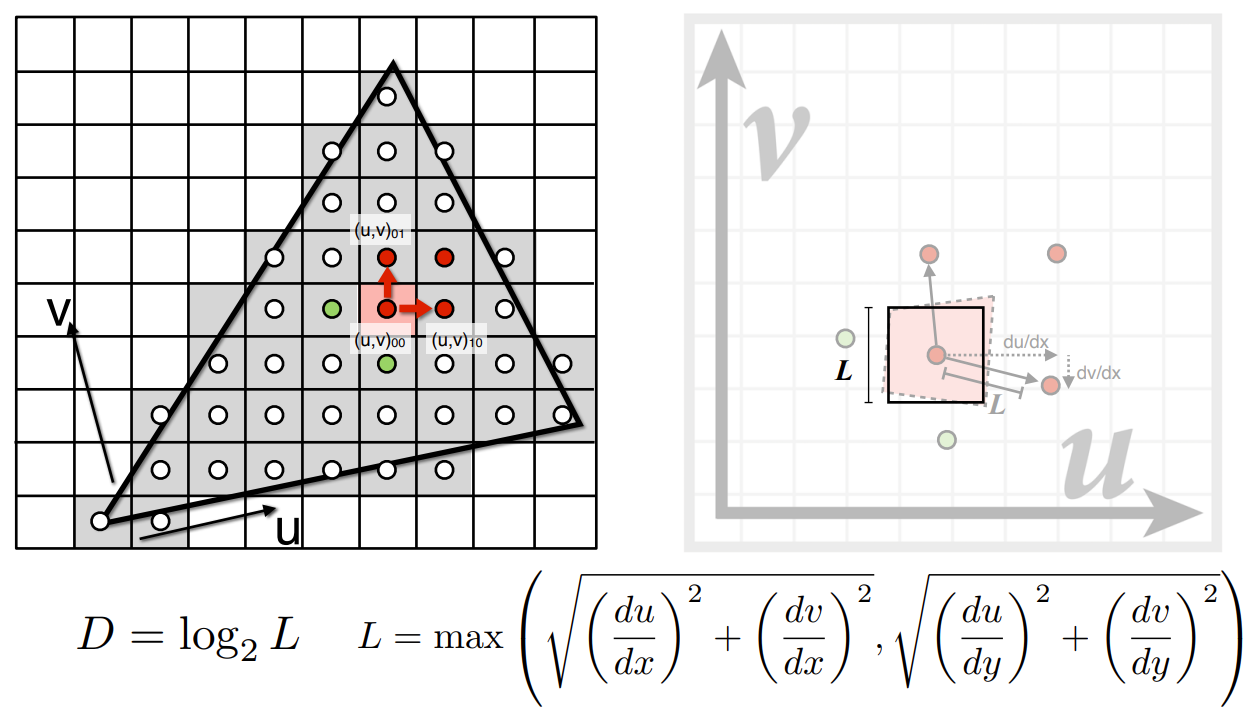 (u,v)₀₁
(u,v)₀₀
(u,v)₁₀
v
u
v
du/dx
dv/dx
L
L
u
D = log₂ L
L = max ( √( (du/dx)² + (dv/dx)² ), √( (du/dy)² + (dv/dy)² ) )